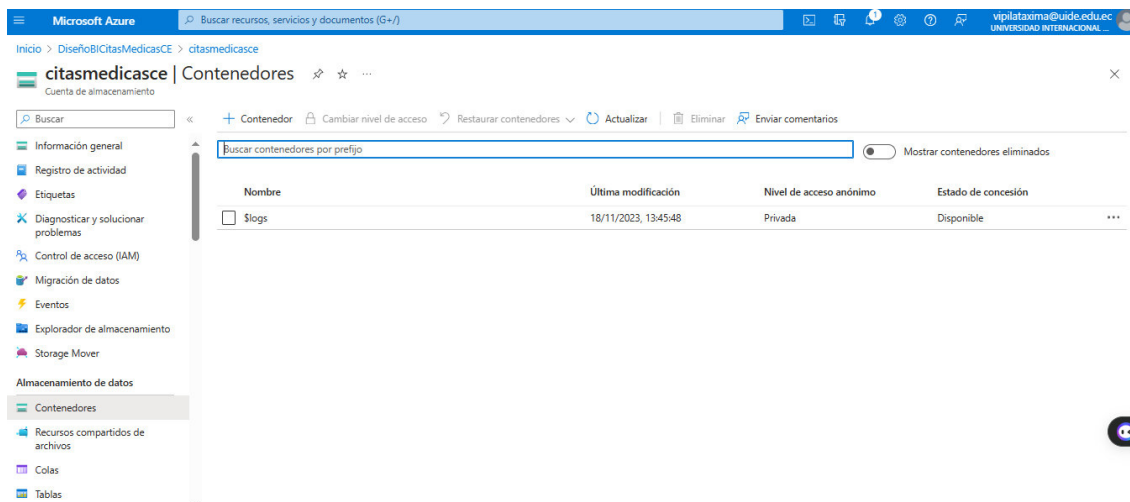 Microsoft Azure
Buscar recursos, servicios y documentos (G+/)
1
vipilataxima@uide.edu.ec
UNIVERSIDAD INTERNACIONAL ...
Inicio > DiseñoBICitasMedicasCE > citasmedicasce
citasmedicasce | Contenedores
Cuenta de almacenamiento
Buscar
Contenedor Cambiar nivel de acceso Restaurar contenedores Actualizar Eliminar Enviar comentarios
Buscar contenedores por prefijo
Mostrar contenedores eliminados
Nombre Última modificación Nivel de acceso anónimo Estado de concesión
$logs 18/11/2023, 13:45:48 Privada Disponible
Información general
Registro de actividad
Etiquetas
Diagnosticar y solucionar
problemas
Control de acceso (IAM)
Migración de datos
Eventos
Explorador de almacenamiento
Storage Mover
Almacenamiento de datos
Contenedores
Recursos compartidos de
archivos
Colas
Tablas